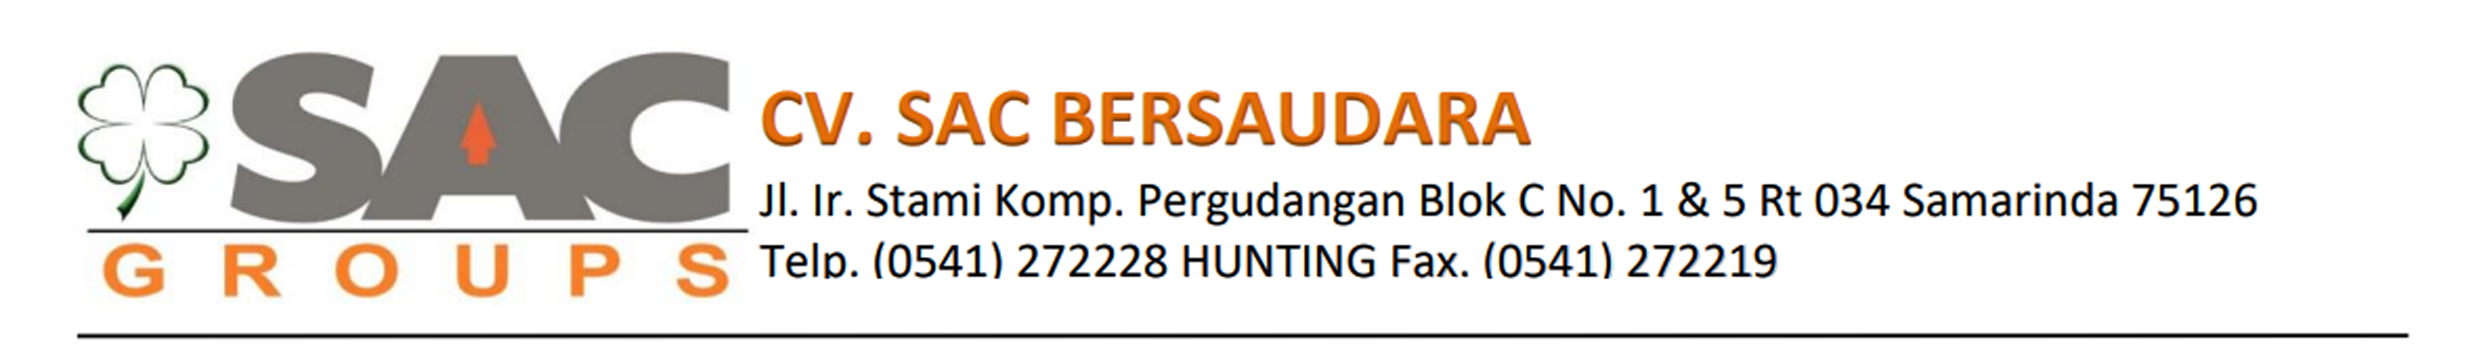 SAC
GROUPS
CV. SAC BERSAUDARA
Jl. Ir. Stami Komp. Pergudangan Blok C No. 1 & 5 Rt 034 Samarinda 75126
Telp. (0541) 272228 HUNTING Fax. (0541) 272219